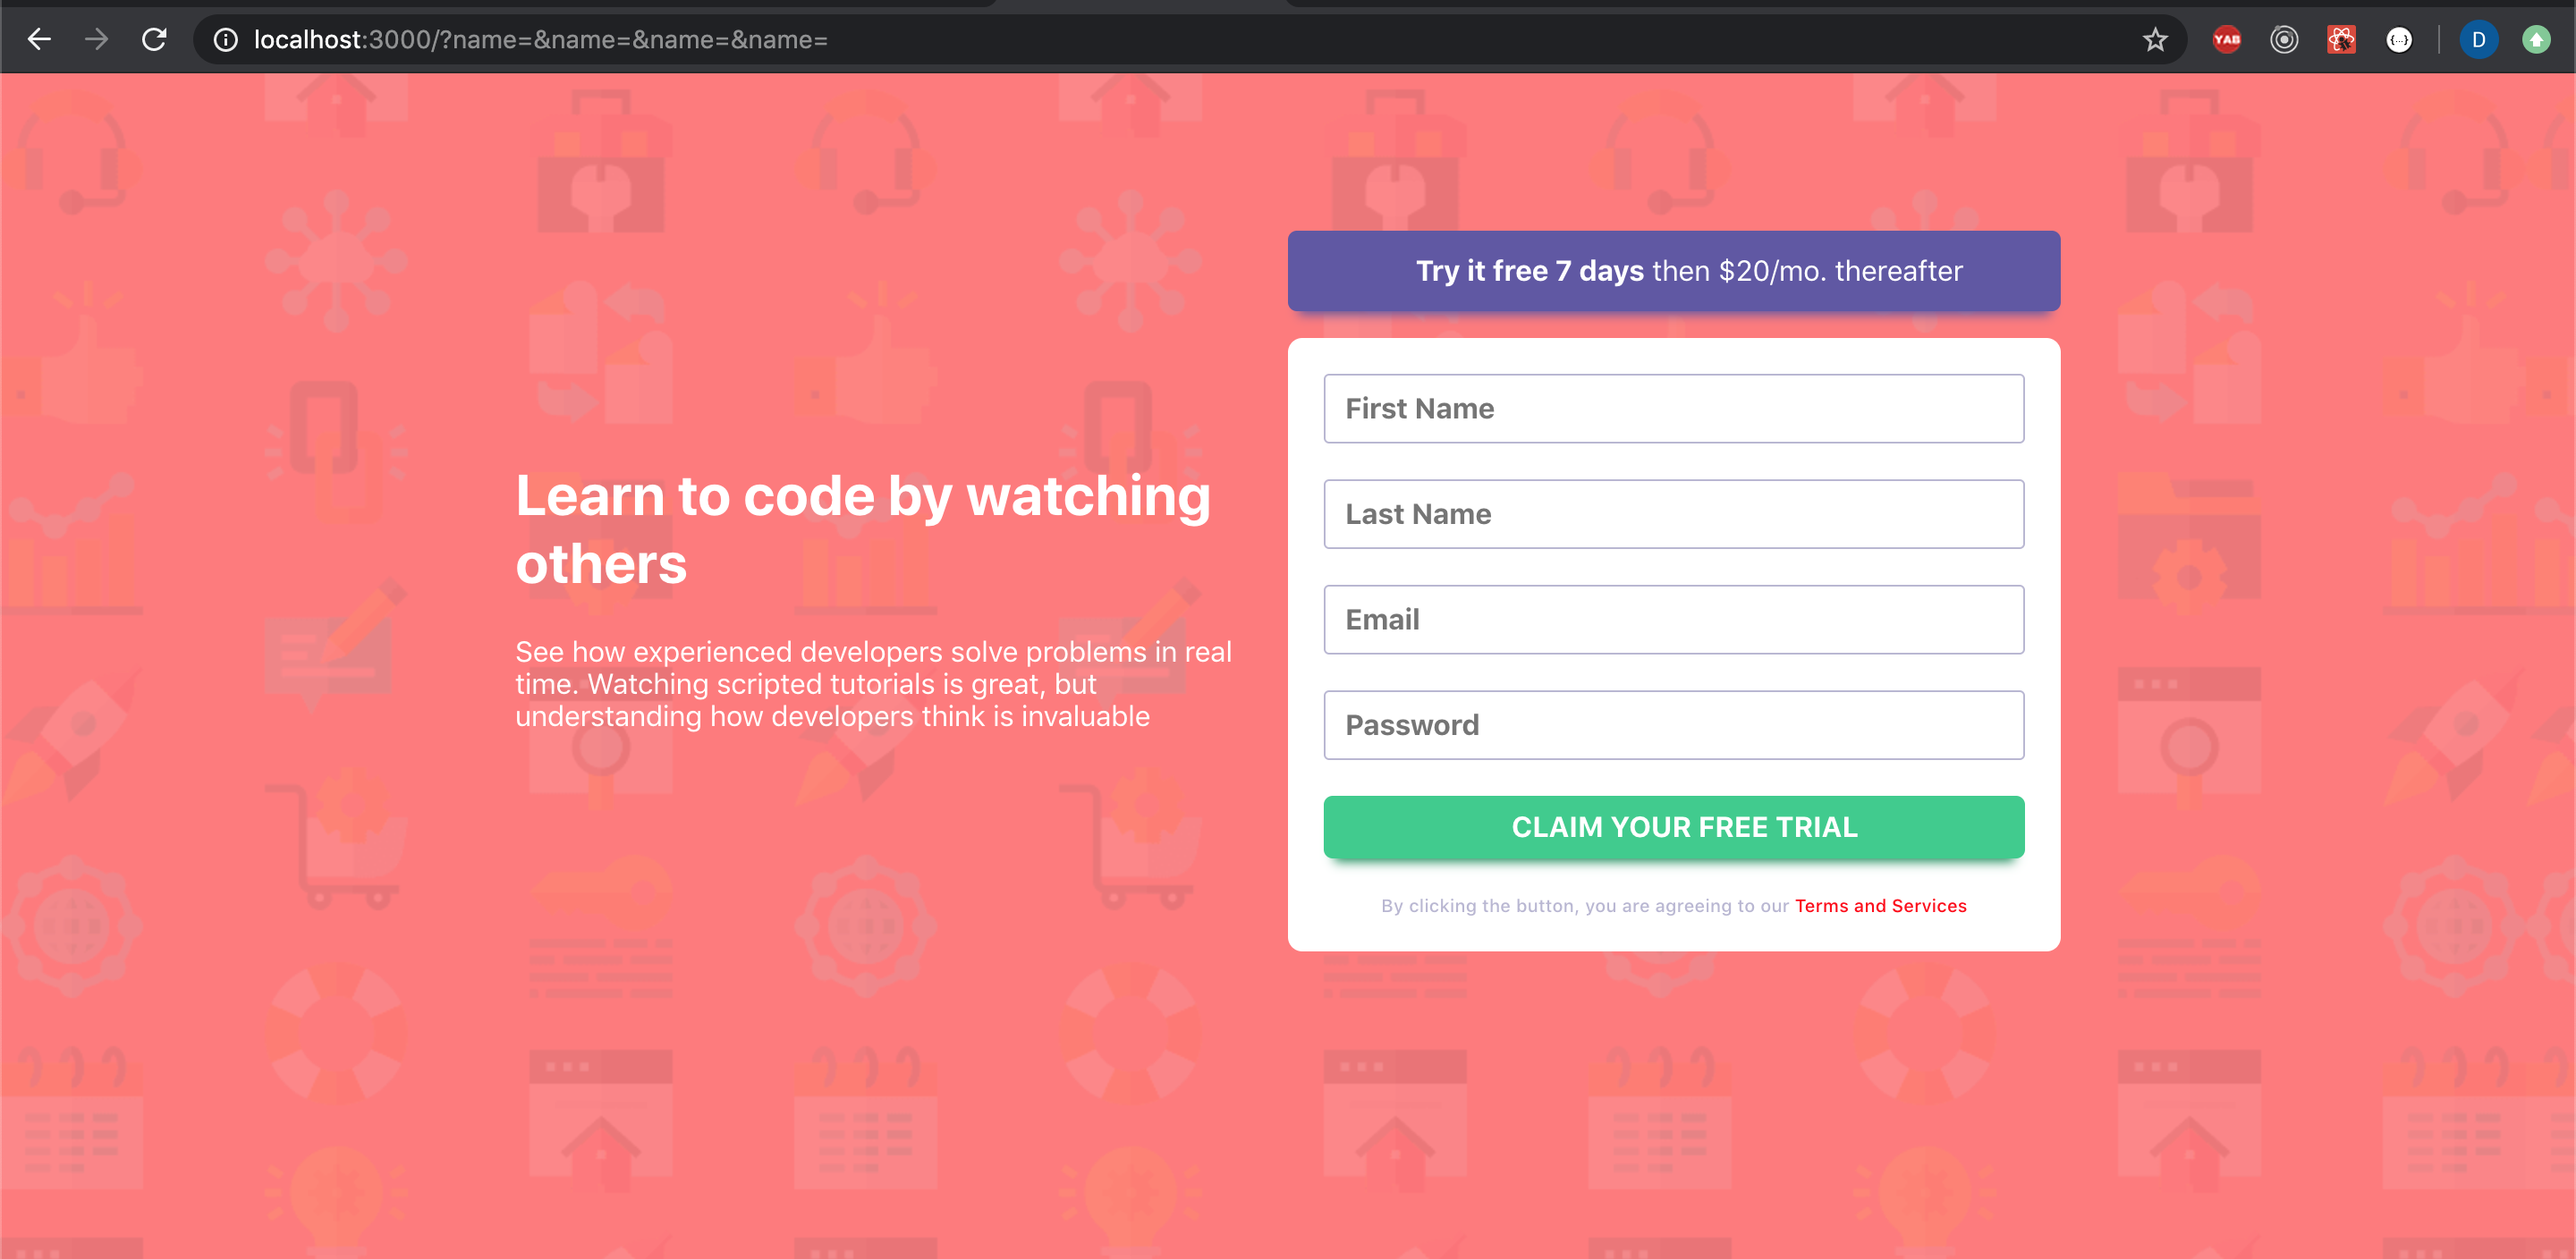 localhost:3000/?name=&name=&name=&name=
YAB
{...}
D
Try it free 7 days then $20/mo. thereafter
First Name
Last Name
Email
Password
CLAIM YOUR FREE TRIAL
By clicking the button, you are agreeing to our Terms and Services
Learn to code by watching
others
See how experienced developers solve problems in real
time. Watching scripted tutorials is great, but
understanding how developers think is invaluable